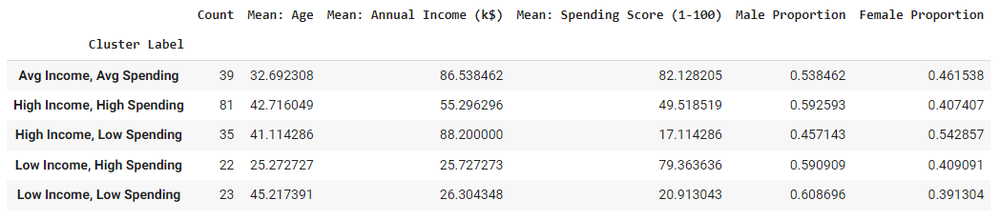 Count Mean: Age Mean: Annual Income (k$) Mean: Spending Score (1-100) Male Proportion Female Proportion
Cluster Label
Avg Income, Avg Spending 39 32.692308 86.538462 82.128205 0.538462 0.461538
High Income, High Spending 81 42.716049 55.296296 49.518519 0.592593 0.407407
High Income, Low Spending 35 41.114286 88.200000 17.114286 0.457143 0.542857
Low Income, High Spending 22 25.272727 25.727273 79.363636 0.590909 0.409091
Low Income, Low Spending 23 45.217391 26.304348 20.913043 0.608696 0.391304